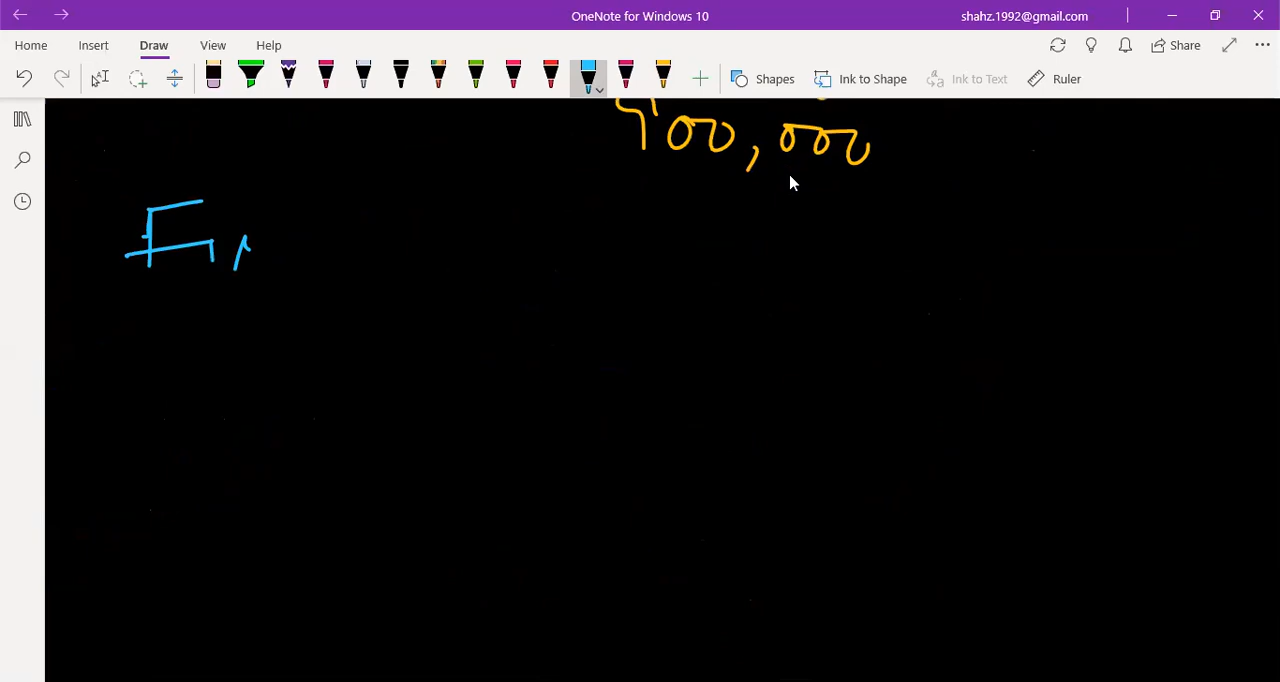 OneNote for Windows 10
shahz.1992@gmail.com
Home Insert Draw View Help
Share
Shapes
Ink to Shape
Ink to Text
Ruler
900,000